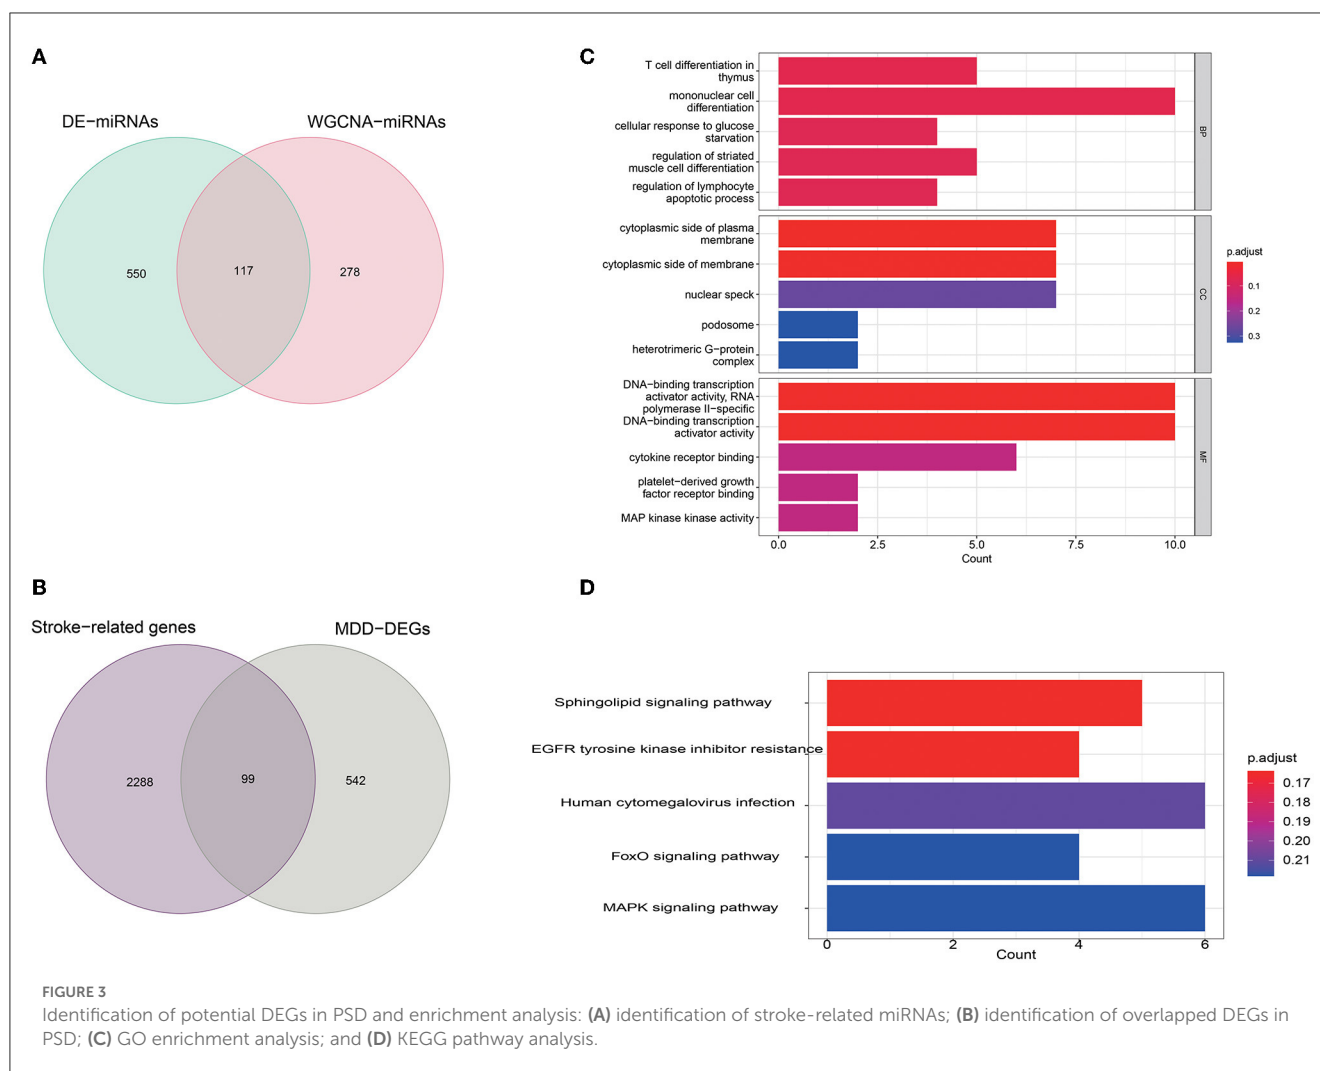 A
DE−miRNAs
WGCNA−miRNAs
550
117
278
B
Stroke−related genes
MDD−DEGs
2288
99
542
C
T cell differentiation in
thymus
mononuclear cell
differentiation
cellular response to glucose
starvation
regulation of striated
muscle cell differentiation
regulation of lymphocyte
apoptotic process
BP
cytoplasmic side of plasma
membrane
cytoplasmic side of membrane
nuclear speck
podosome
heterotrimeric G−protein
complex
CC
DNA−binding transcription
activator activity, RNA
polymerase II−specific
DNA−binding transcription
activator activity
cytokine receptor binding
platelet−derived growth
factor receptor binding
MAP kinase kinase activity
MF
0.0
2.5
5.0
7.5
10.0
Count
p.adjust
0.1
0.2
0.3
D
Sphingolipid signaling pathway
EGFR tyrosine kinase inhibitor resistance
Human cytomegalovirus infection
FoxO signaling pathway
MAPK signaling pathway
0
2
4
6
Count
p.adjust
0.17
0.18
0.19
0.20
0.21
FIGURE 3
Identification of potential DEGs in PSD and enrichment analysis: (A) identification of stroke-related miRNAs; (B) identification of overlapped DEGs in
PSD; (C) GO enrichment analysis; and (D) KEGG pathway analysis.